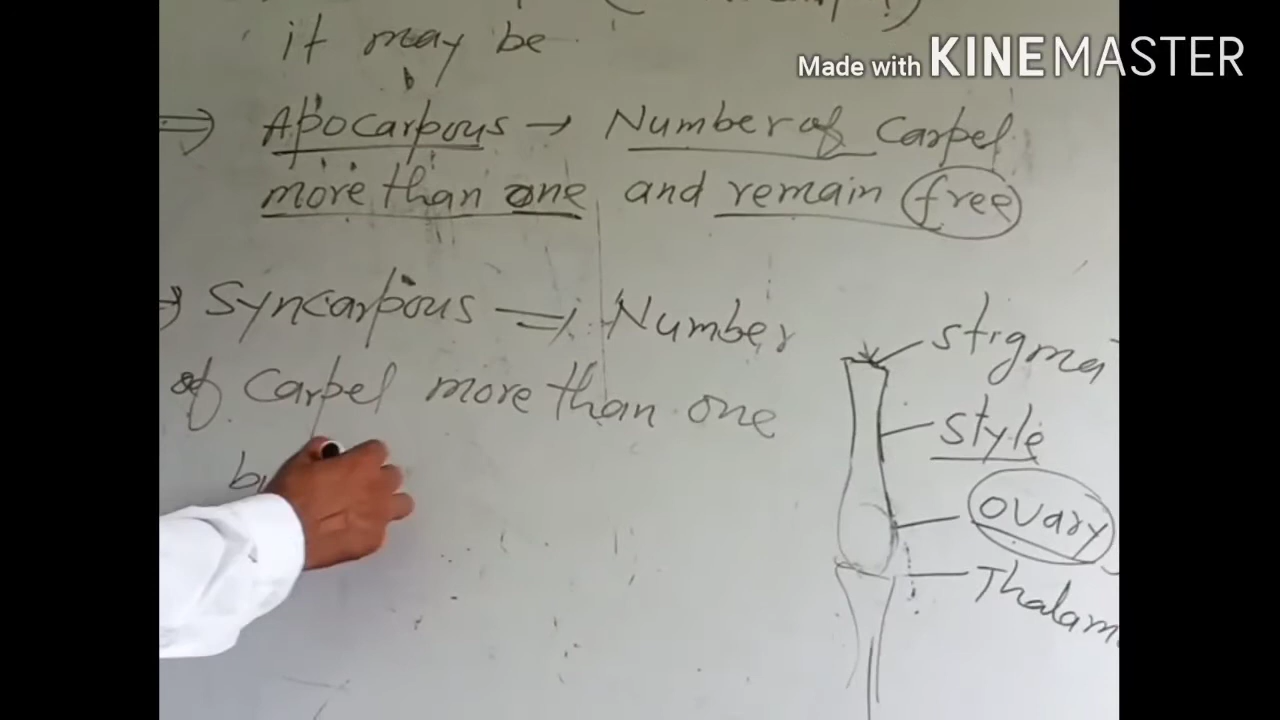 it may be
Made with KINEMASTER
⇒ Apocarpous → Number of Carpel
more than one and remain free
⇒ Syncarpous ⇒ Number
of Carpel more than one
stigma
style
ovary
Thalam